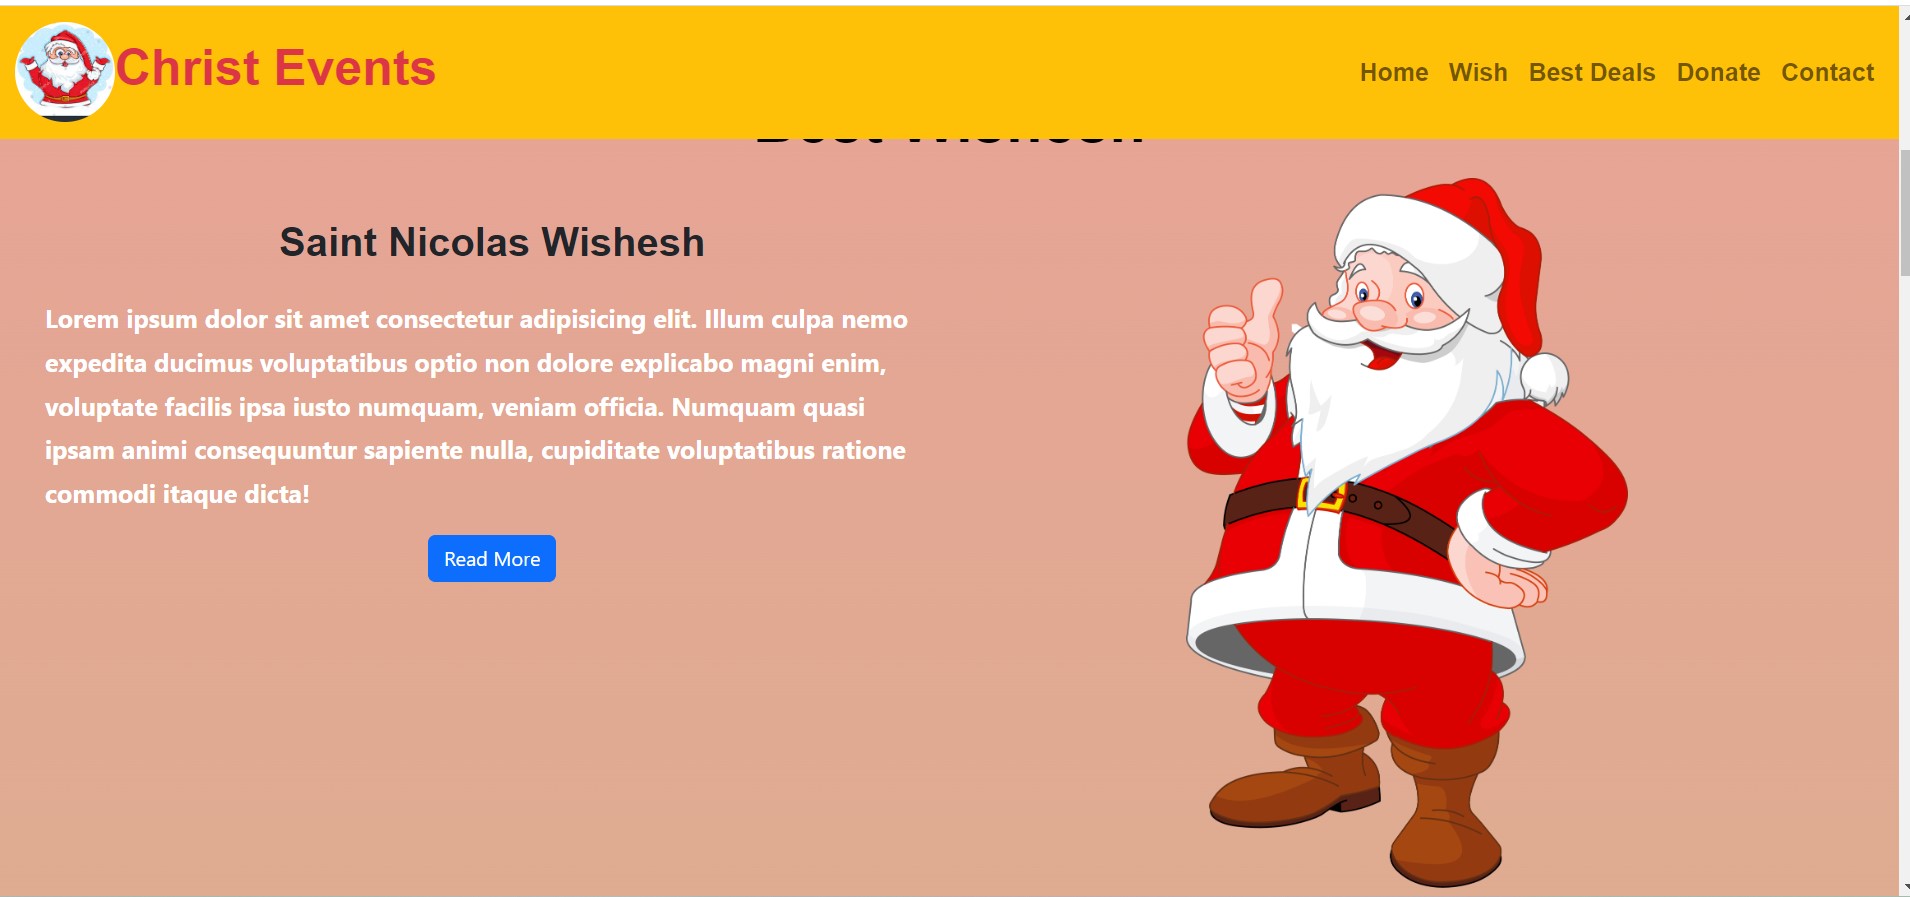 Christ Events
Home Wish Best Deals Donate Contact
Saint Nicolas Wishesh
Lorem ipsum dolor sit amet consectetur adipisicing elit. Illum culpa nemo
expedita ducimus voluptatibus optio non dolore explicabo magni enim,
voluptate facilis ipsa iusto numquam, veniam officia. Numquam quasi
ipsam animi consequuntur sapiente nulla, cupiditate voluptatibus ratione
commodi itaque dicta!
Read More